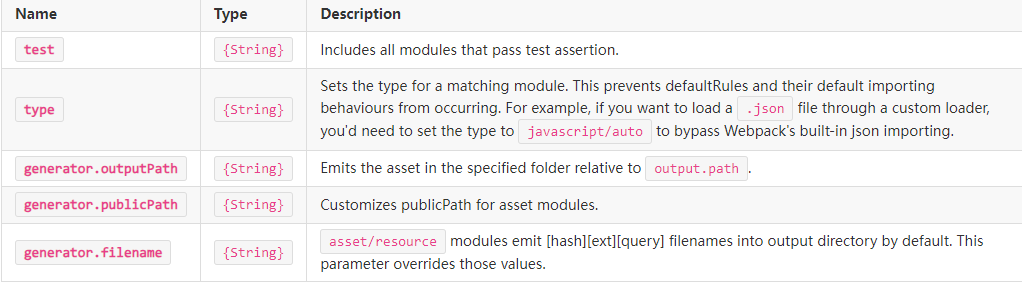 Name Type Description
test {String} Includes all modules that pass test assertion.
type {String} Sets the type for a matching module. This prevents defaultRules and their default importing
behaviours from occurring. For example, if you want to load a .json file through a custom loader,
you'd need to set the type to javascript/auto to bypass Webpack's built-in json importing.
generator.outputPath {String} Emits the asset in the specified folder relative to output.path.
generator.publicPath {String} Customizes publicPath for asset modules.
generator.filename {String} asset/resource modules emit [hash][ext][query] filenames into output directory by default. This
parameter overrides those values.